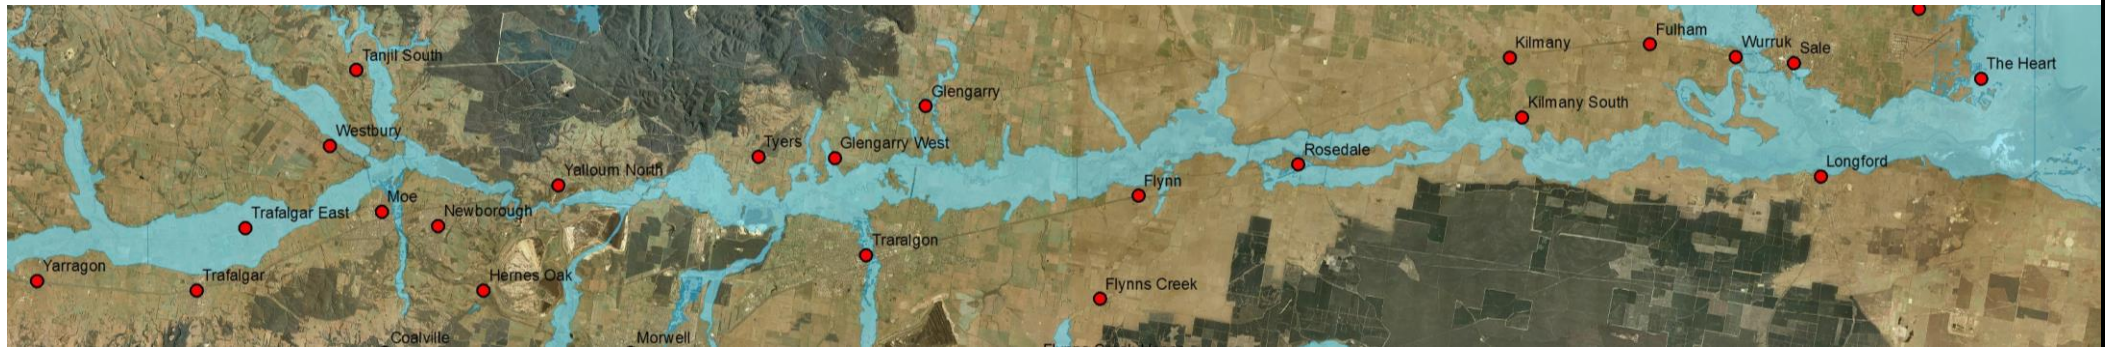 Tanjil South
Westbury
Trafalgar East
Moe
Newborough
Yarragon
Trafalgar
Hernes Oak
Coalville
Yallourn North
Tyers
Glengarry
Glengarry West
Traralgon
Morwell
Flynn
Flynns Creek
Rosedale
Kilmany
Kilmany South
Fulham
Wurruk
Sale
The Heart
Longford